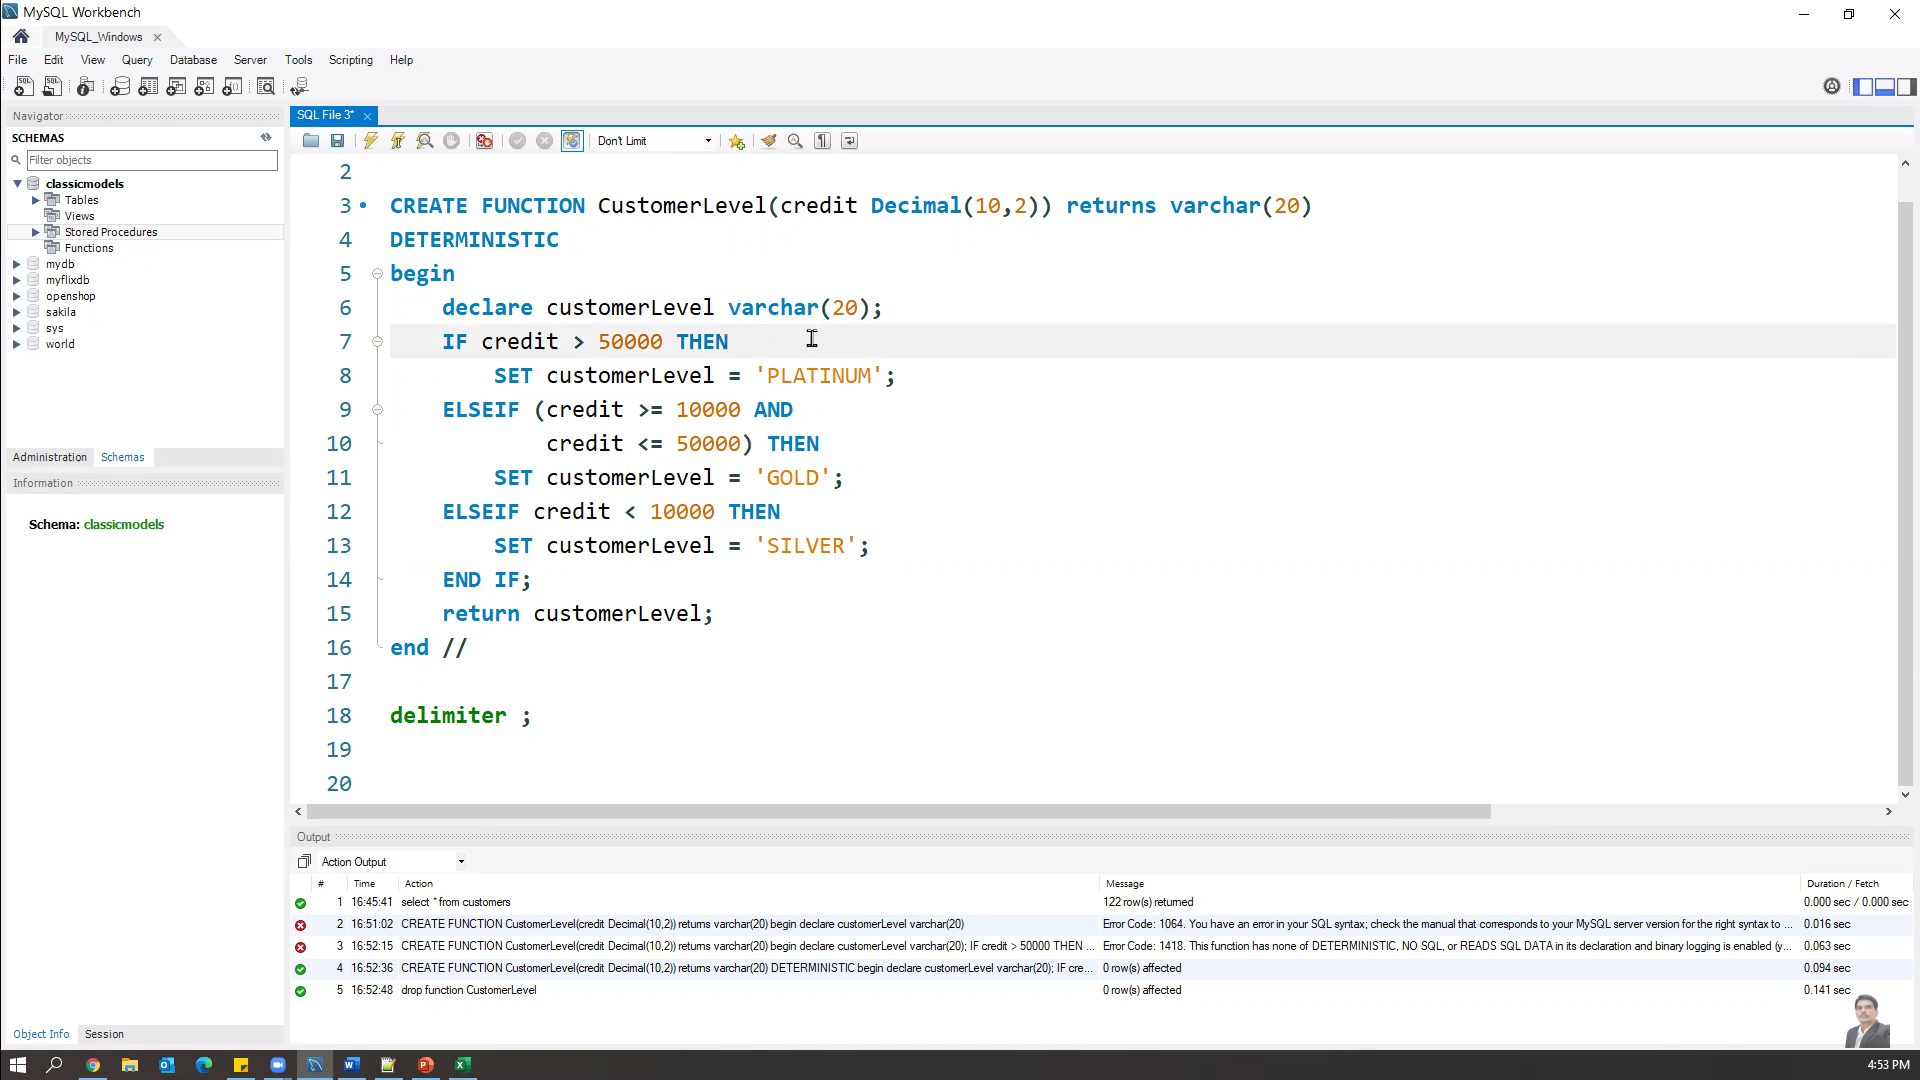 MySQL Workbench
MySQL_Windows
File Edit View Query Database Server Tools Scripting Help
Navigator
SCHEMAS
Filter objects
classicmodels
Tables
Views
Stored Procedures
Functions
mydb
myflixdb
openshop
sakila
sys
world
Administration Schemas
Information
Schema: classicmodels
Object Info Session
SQL File 3*
Don't Limit
2
3 CREATE FUNCTION CustomerLevel(credit Decimal(10,2)) returns varchar(20)
4 DETERMINISTIC
5 begin
6 declare customerLevel varchar(20);
7 IF credit > 50000 THEN
8 SET customerLevel = 'PLATINUM';
9 ELSEIF (credit >= 10000 AND
10 credit <= 50000) THEN
11 SET customerLevel = 'GOLD';
12 ELSEIF credit < 10000 THEN
13 SET customerLevel = 'SILVER';
14 END IF;
15 return customerLevel;
16 end //
17
18 delimiter ;
19
20
Output
Action Output
# Time Action Message Duration / Fetch
1 16:45:41 select * from customers 122 row(s) returned 0.000 sec / 0.000 sec
2 16:51:02 CREATE FUNCTION CustomerLevel(credit Decimal(10,2)) returns varchar(20) begin declare customerLevel varchar(20) Error Code: 1064. You have an error in your SQL syntax; check the manual that corresponds to your MySQL server version for the right syntax to ... 0.016 sec
3 16:52:15 CREATE FUNCTION CustomerLevel(credit Decimal(10,2)) returns varchar(20) begin declare customerLevel varchar(20); IF credit > 50000 THEN ... Error Code: 1418. This function has none of DETERMINISTIC, NO SQL, or READS SQL DATA in its declaration and binary logging is enabled (y... 0.063 sec
4 16:52:36 CREATE FUNCTION CustomerLevel(credit Decimal(10,2)) returns varchar(20) DETERMINISTIC begin declare customerLevel varchar(20); IF cre... 0 row(s) affected 0.094 sec
5 16:52:48 drop function CustomerLevel 0 row(s) affected 0.141 sec
4:53 PM